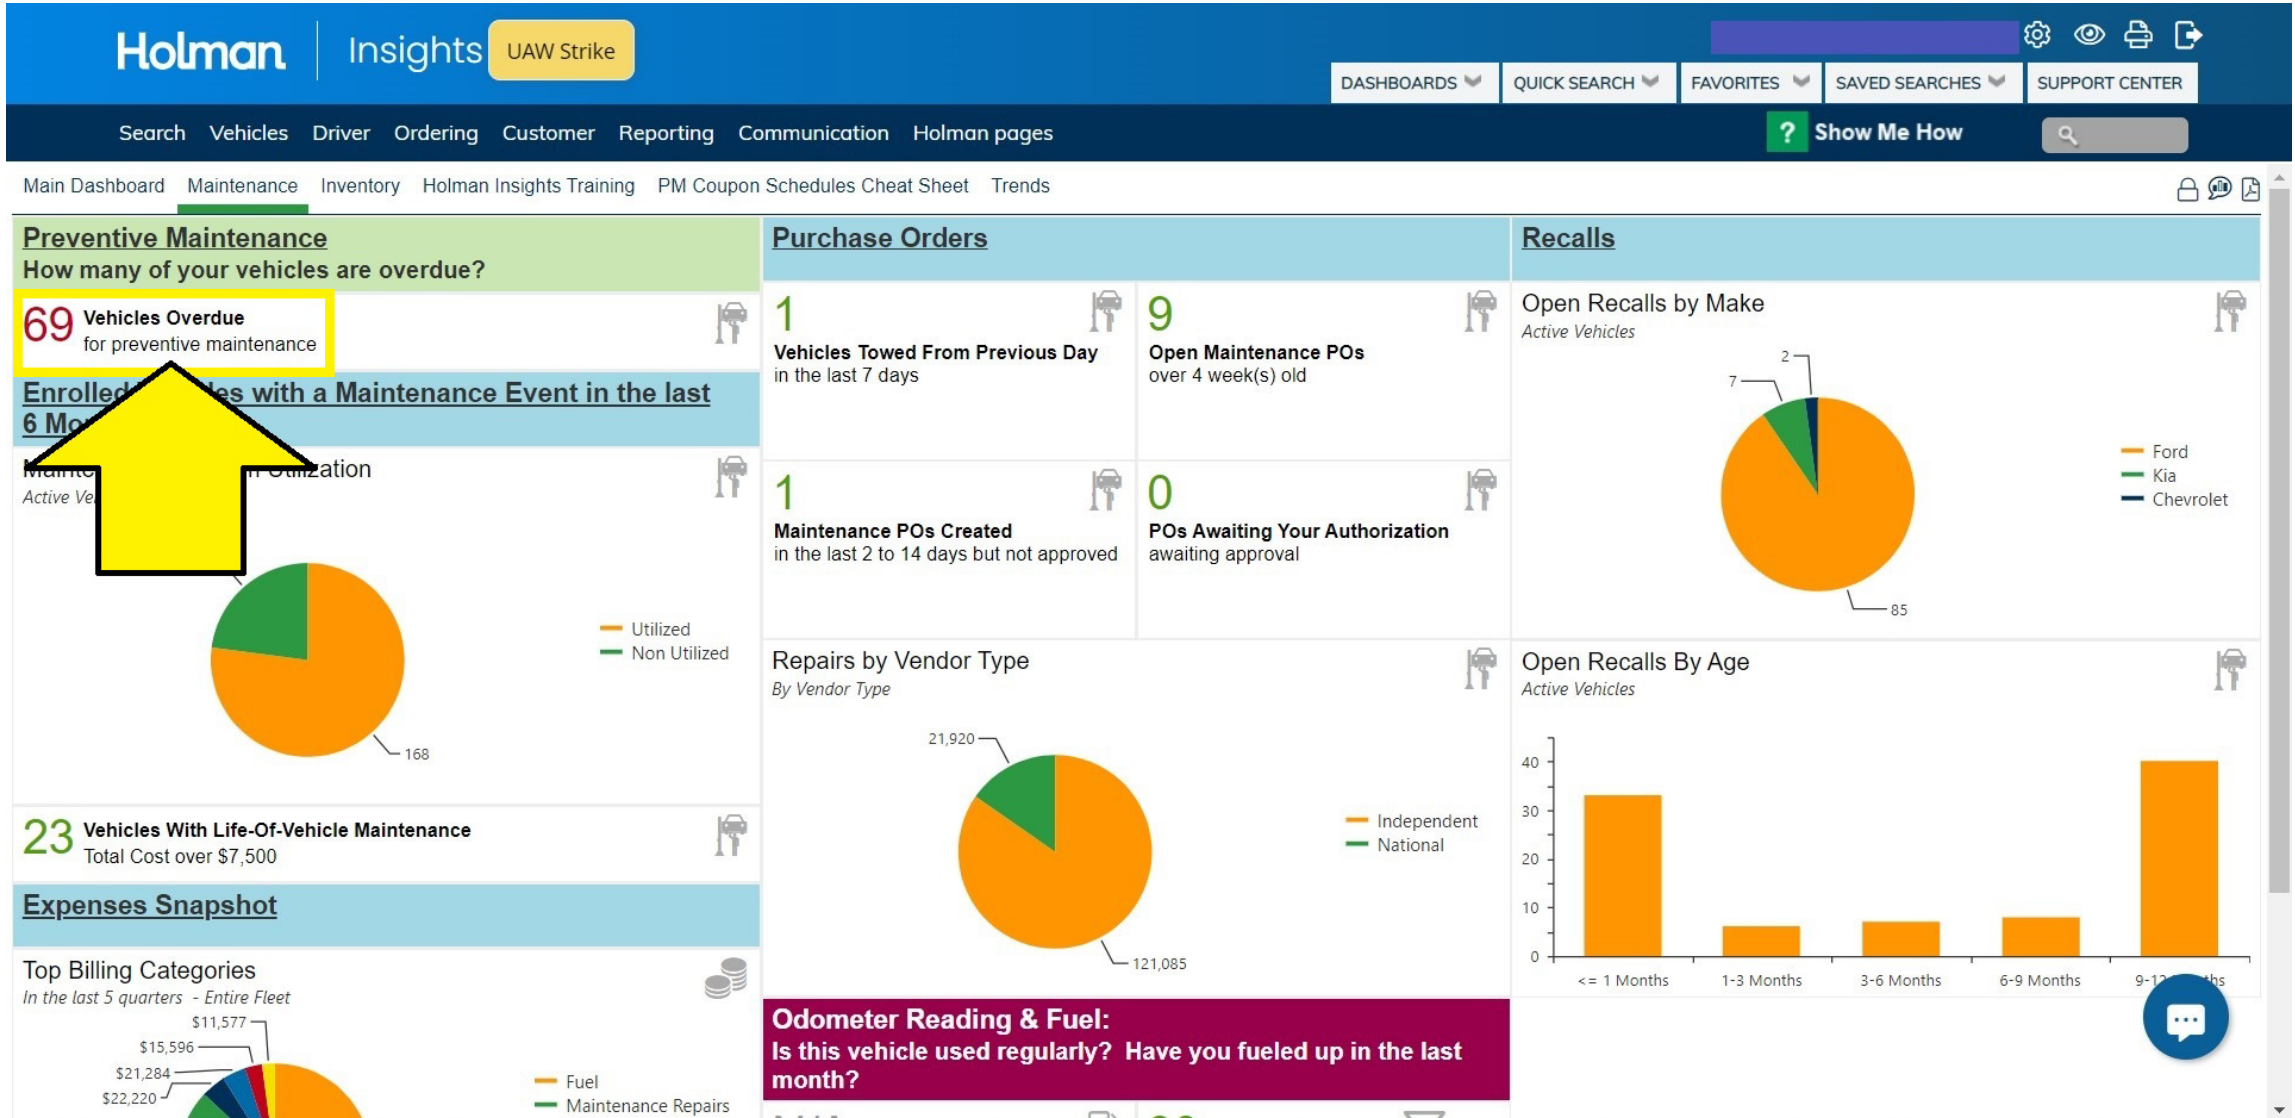 Holman
Insights
UAW Strike
DASHBOARDS
QUICK SEARCH
FAVORITES
SAVED SEARCHES
SUPPORT CENTER
Search Vehicles Driver Ordering Customer Reporting Communication Holman pages
? Show Me How
Main Dashboard Maintenance Inventory Holman Insights Training PM Coupon Schedules Cheat Sheet Trends
Preventive Maintenance
How many of your vehicles are overdue?
69 Vehicles Overdue
for preventive maintenance
Enrolled with a Maintenance Event in the last
6
Active
Utilized
Non Utilized
168
23 Vehicles With Life-Of-Vehicle Maintenance
Total Cost over $7,500
Expenses Snapshot
Top Billing Categories
In the last 5 quarters - Entire Fleet
$11,577
$15,596
$21,284
$22,220
Fuel
Maintenance Repairs
Purchase Orders
1
Vehicles Towed From Previous Day
in the last 7 days
9
Open Maintenance POs
over 4 week(s) old
1
Maintenance POs Created
in the last 2 to 14 days but not approved
0
POs Awaiting Your Authorization
awaiting approval
Repairs by Vendor Type
By Vendor Type
21,920
Independent
National
121,085
Odometer Reading & Fuel:
Is this vehicle used regularly? Have you fueled up in the last
month?
Recalls
Open Recalls by Make
Active Vehicles
2
7
Ford
Kia
Chevrolet
85
Open Recalls By Age
Active Vehicles
40
30
20
10
0
<= 1 Months
1-3 Months
3-6 Months
6-9 Months